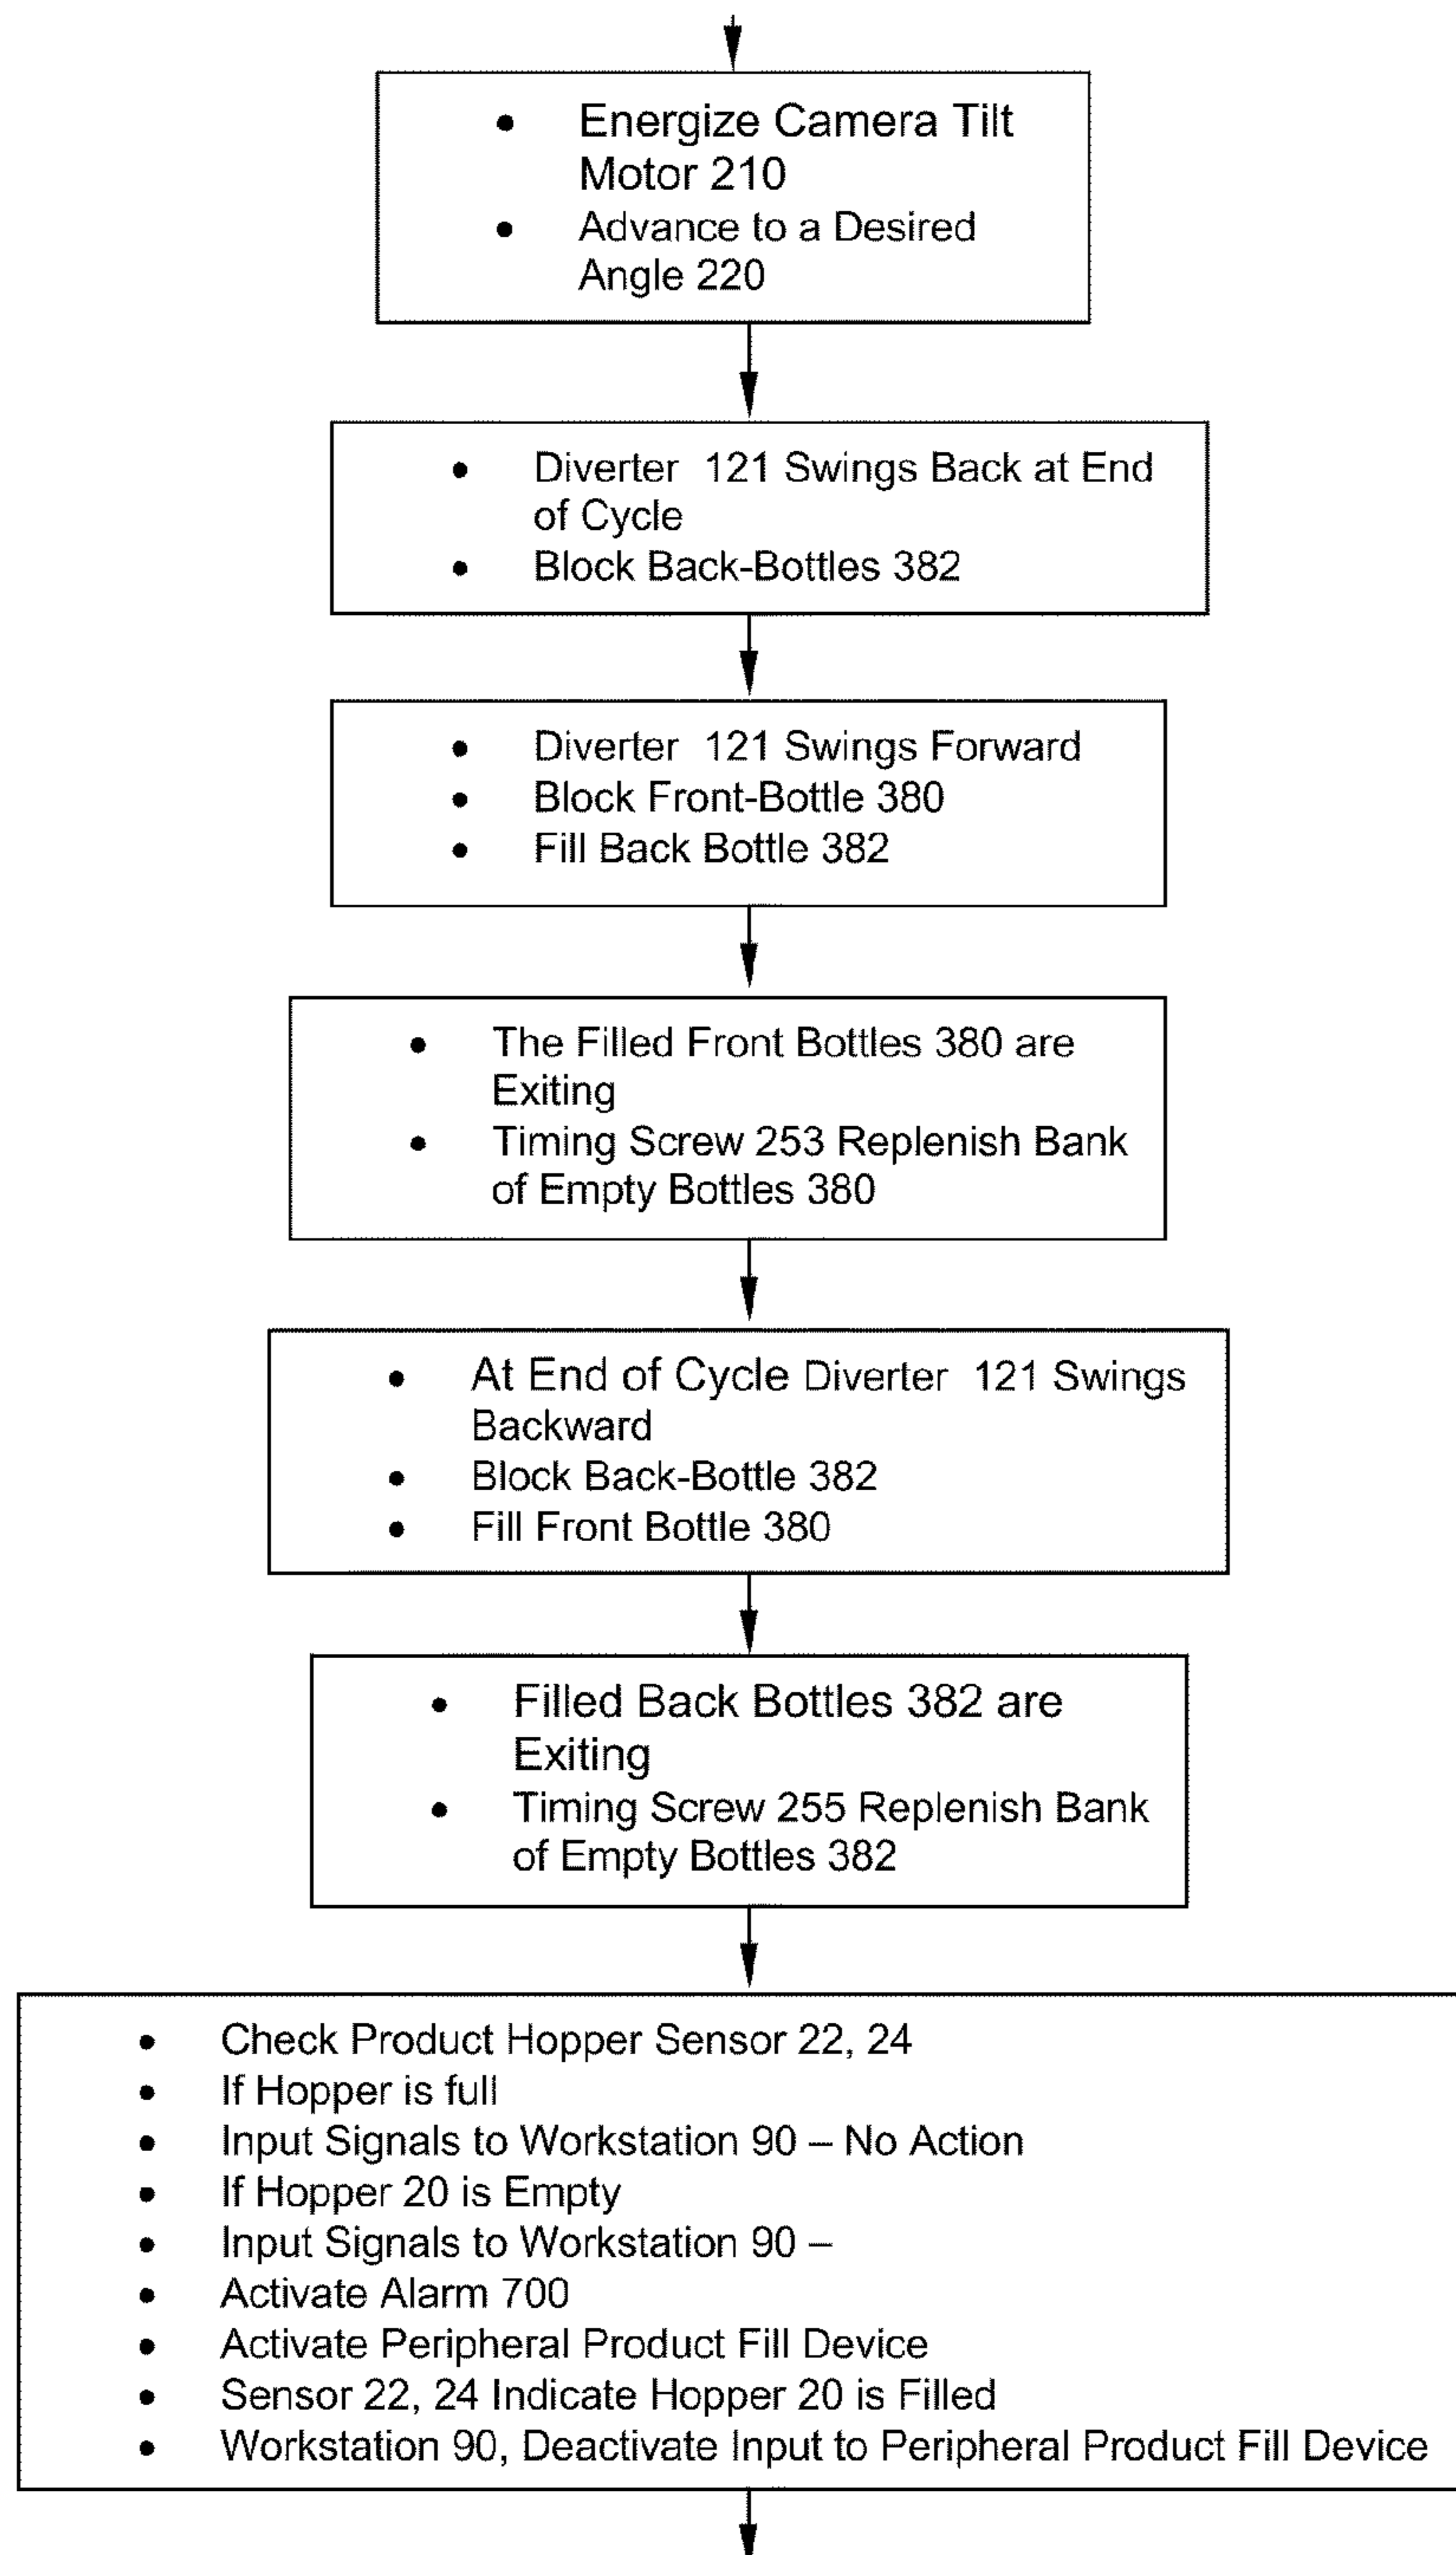 • Energize Camera Tilt
Motor 210
• Advance to a Desired
Angle 220
• Diverter 121 Swings Back at End
of Cycle
• Block Back-Bottles 382
• Diverter 121 Swings Forward
• Block Front-Bottle 380
• Fill Back Bottle 382
• The Filled Front Bottles 380 are
Exiting
• Timing Screw 253 Replenish Bank
of Empty Bottles 380
• At End of Cycle Diverter 121 Swings
Backward
• Block Back-Bottle 382
• Fill Front Bottle 380
• Filled Back Bottles 382 are
Exiting
• Timing Screw 255 Replenish Bank
of Empty Bottles 382
• Check Product Hopper Sensor 22, 24
• If Hopper is full
• Input Signals to Workstation 90 – No Action
• If Hopper 20 is Empty
• Input Signals to Workstation 90 –
• Activate Alarm 700
• Activate Peripheral Product Fill Device
• Sensor 22, 24 Indicate Hopper 20 is Filled
• Workstation 90, Deactivate Input to Peripheral Product Fill Device